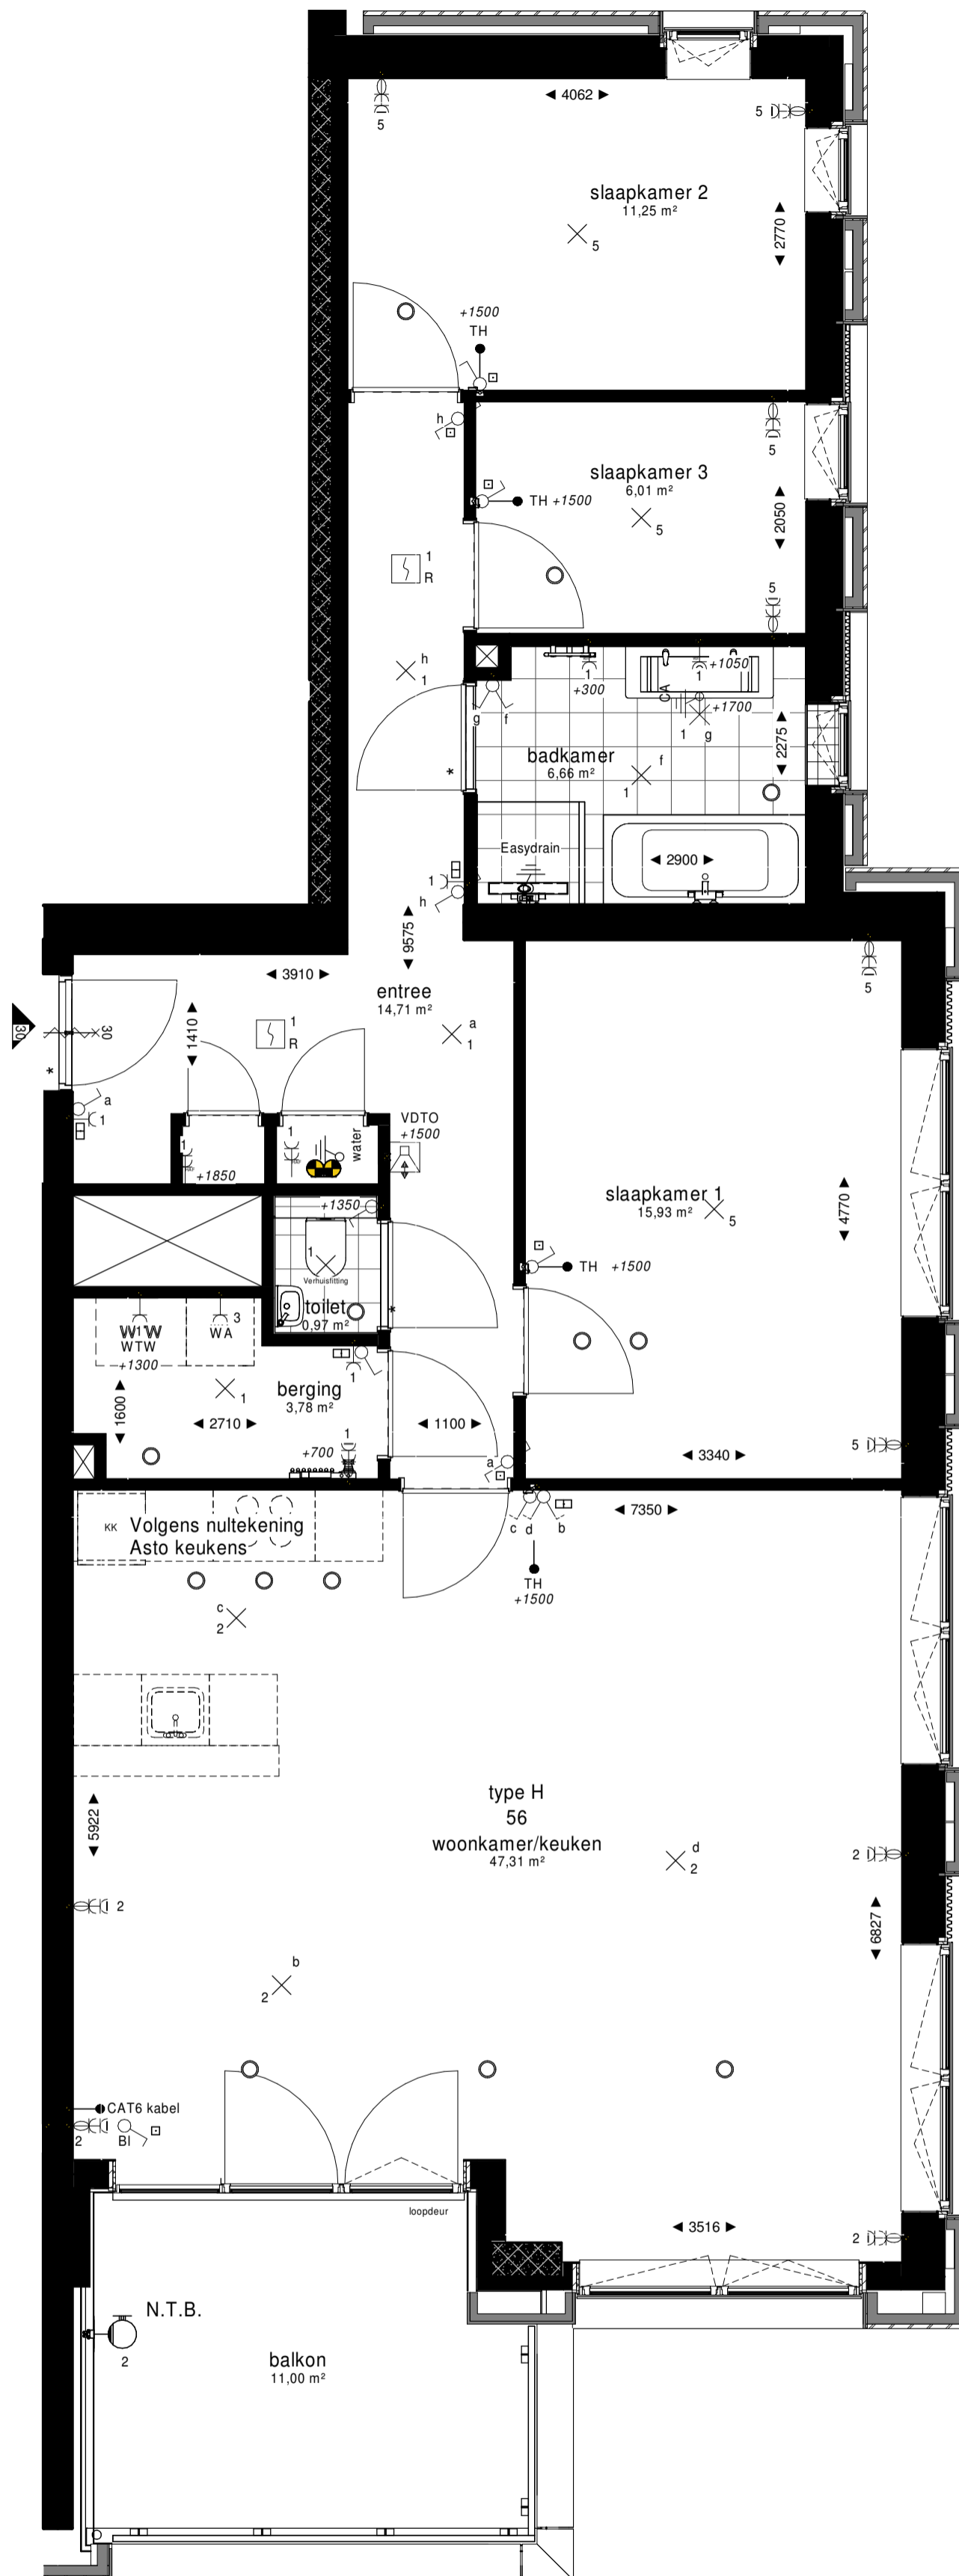 4062
5
5
slaapkamer 2
11,25 m²
2770
5
+1500
TH
h
5
slaapkamer 3
6,01 m²
TH +1500
2050
5
1
R
5
h
1
1
+300
CA
1
+1050
+1700
g
f
1
g
2275
badkamer
6,66 m²
f
1
*
Easydrain
2900
1
h
9575
3910
entree
14,71 m²
5
30
30
1410
1
R
a
1
*
a
1
VDTO
+1500
1
water
1
+1850
slaapkamer 1
15,93 m²
5
4770
+1350
1
Verhuisfitting
toilet
0,97 m²
*
TH +1500
1
WTW
+1300
3
WA
1
berging
3,78 m²
1
1600
2710
1100
+700
1
a
5
3340
KK
Volgens nultekening
Asto keukens
7350
c
d
b
TH
+1500
c
2
type H
56
woonkamer/keuken
47,31 m²
5922
d
2
2
2
6827
b
2
CAT6 kabel
2
BI
loopdeur
3516
2
N.T.B.
2
balkon
11,00 m²